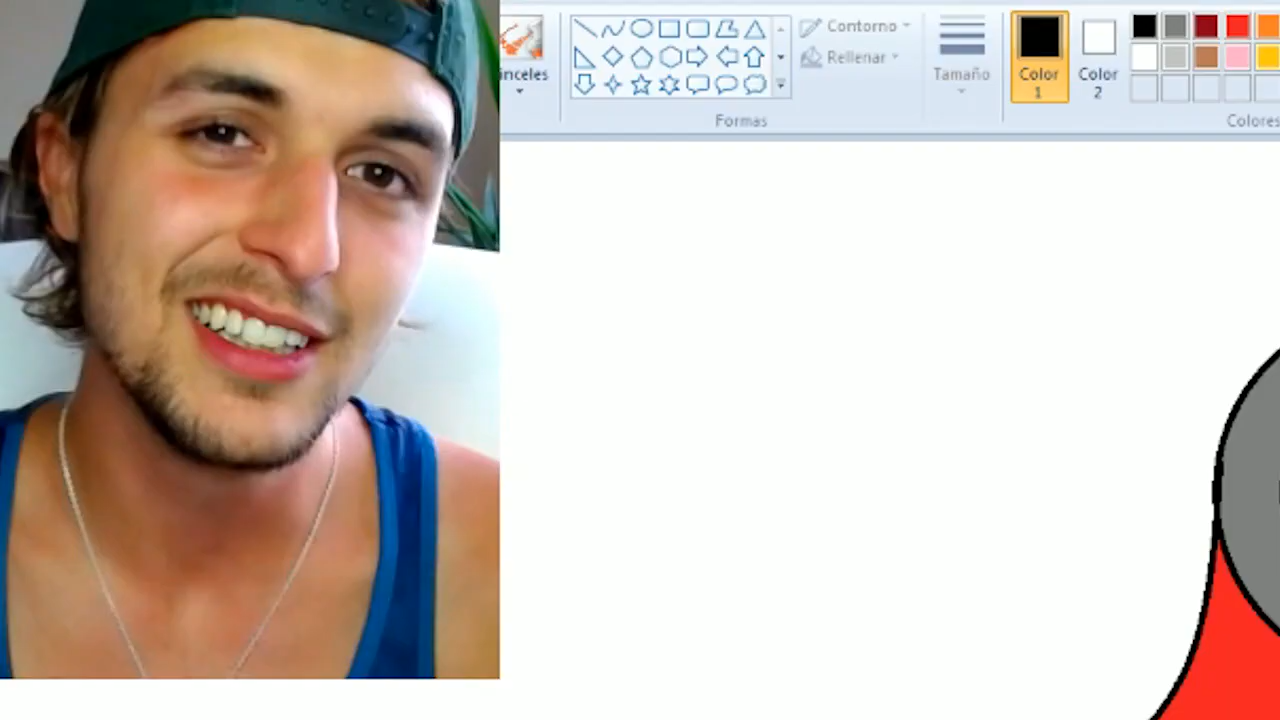 inceles
Contorno
Rellenar
Formas
Tamaño
Color
1
Color
2
Colores